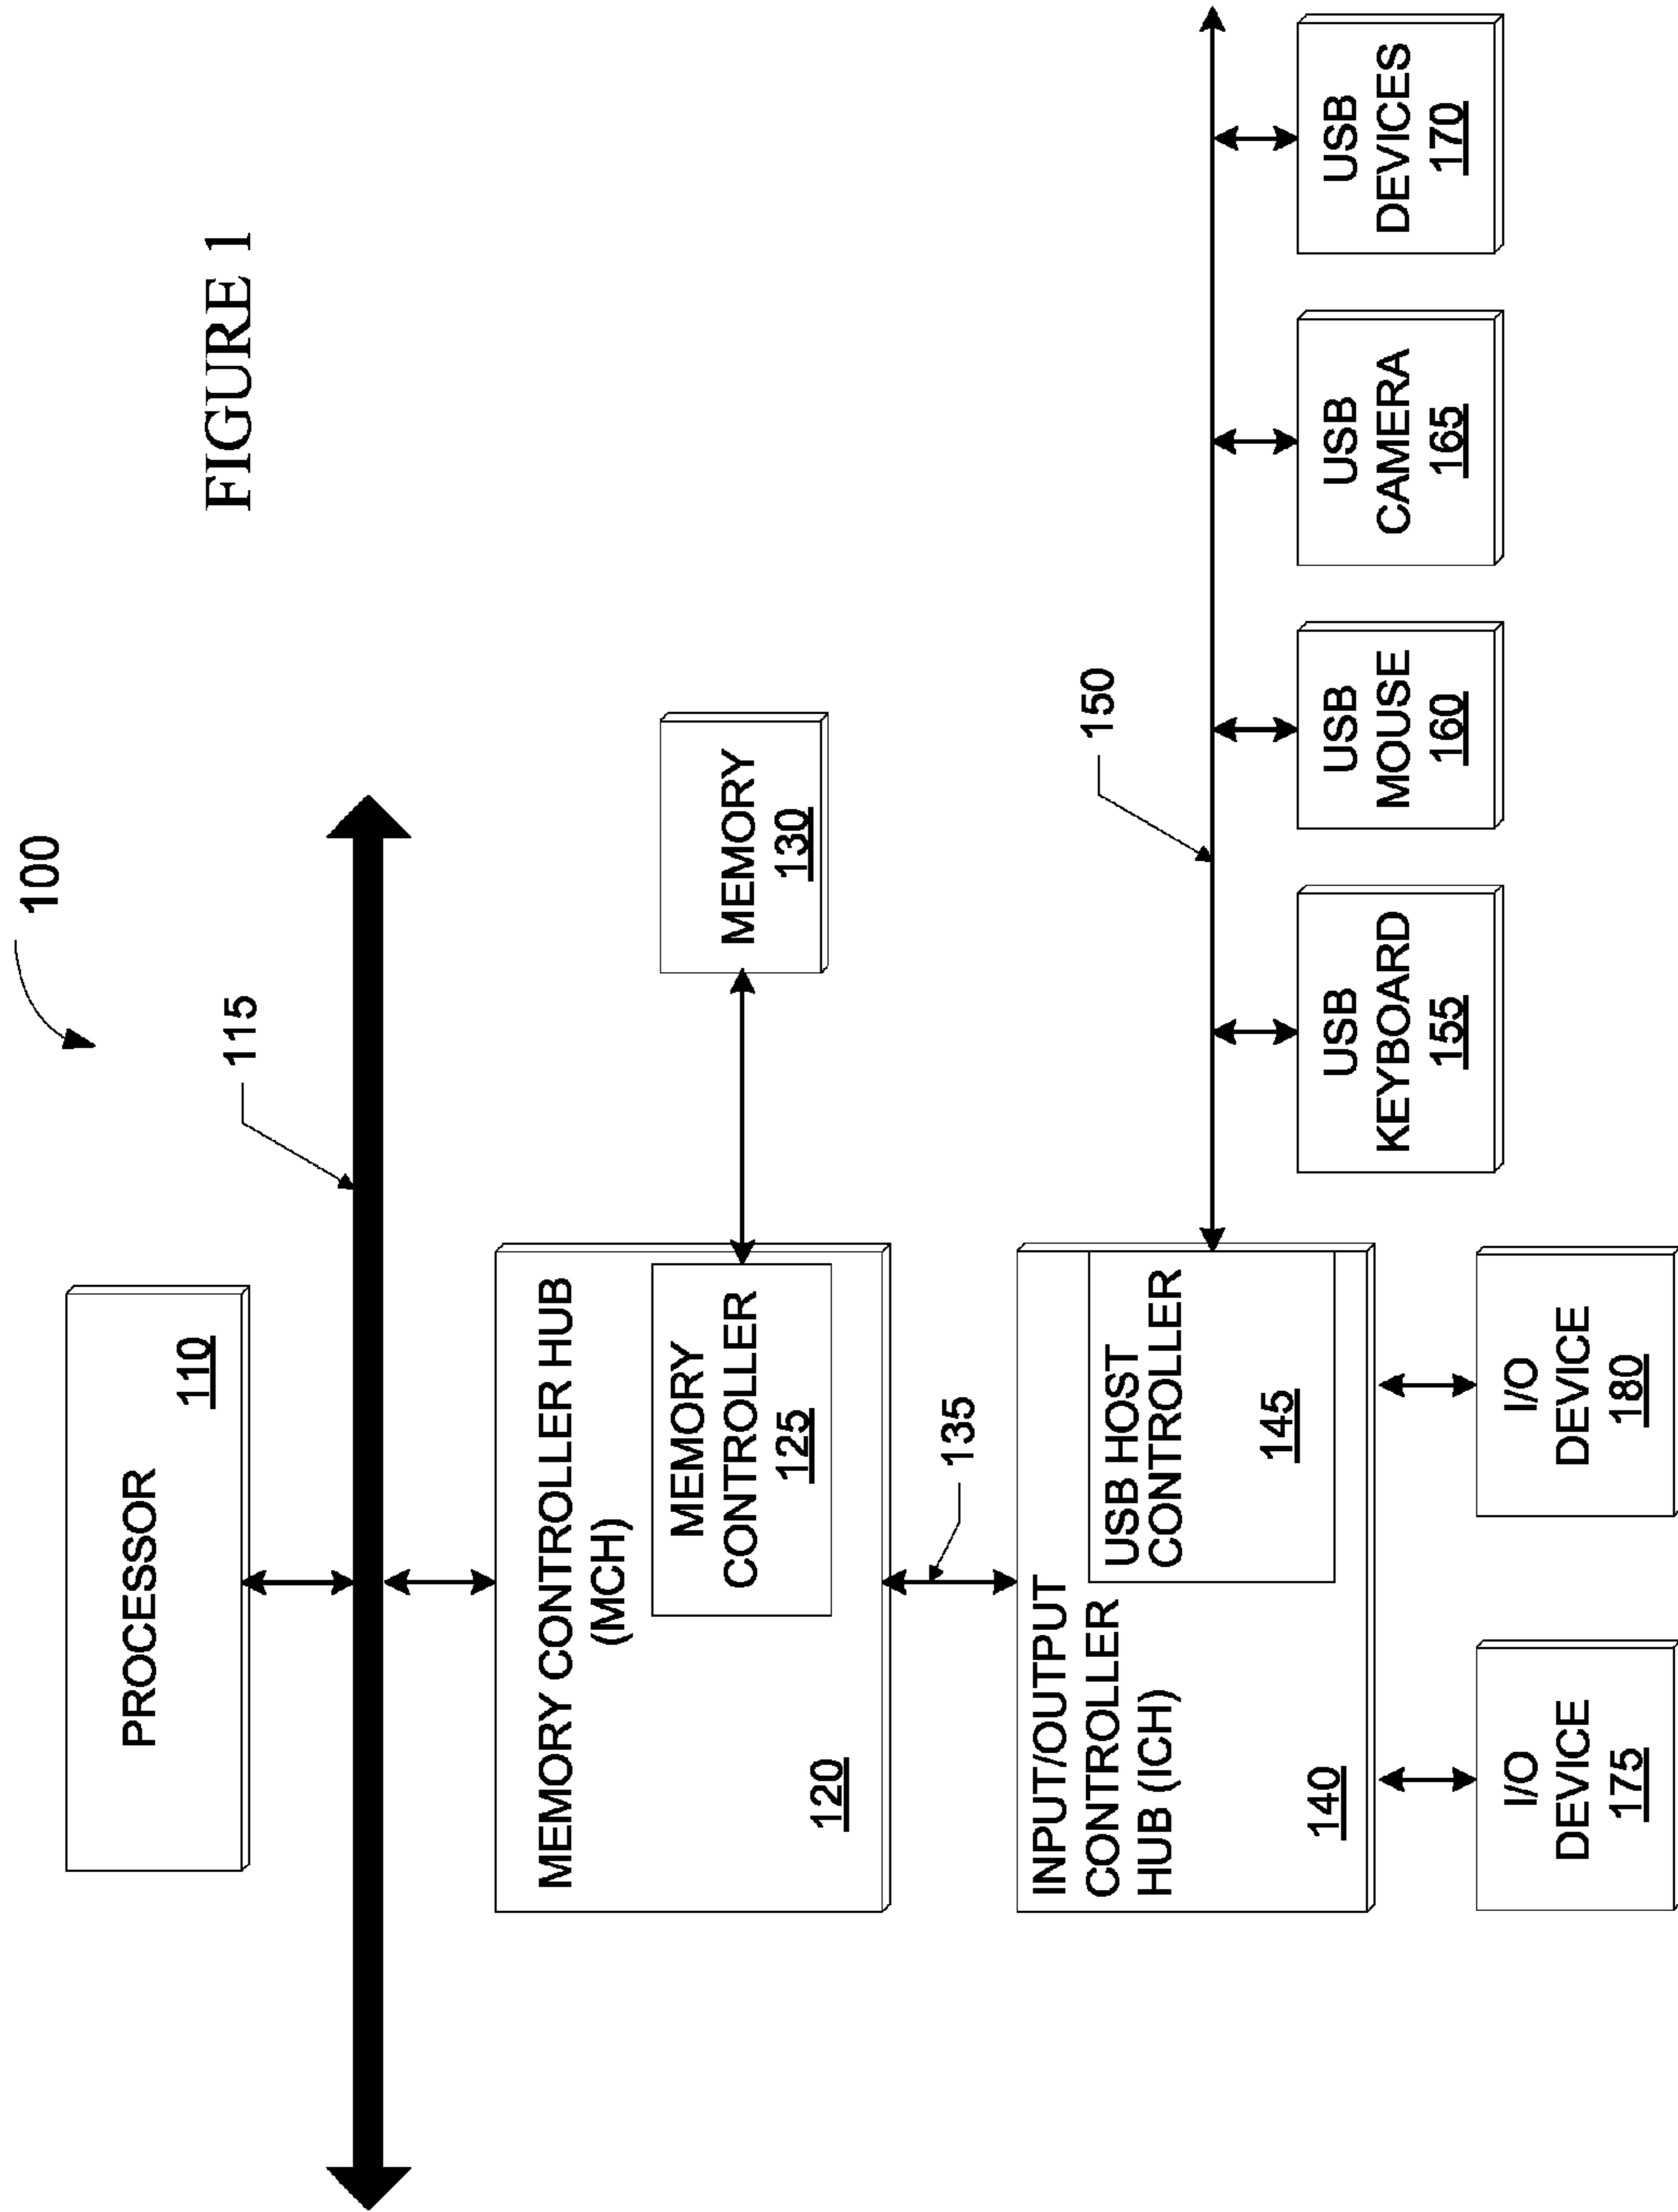 FIGURE 1
100
115
PROCESSOR
110
MEMORY CONTROLLER HUB
(MCH)
MEMORY
CONTROLLER
125
120
MEMORY
130
135
INPUT/OUTPUT
CONTROLLER
HUB (ICH)
140
USB HOST
CONTROLLER
145
150
USB
KEYBOARD
155
USB
MOUSE
160
USB
CAMERA
165
USB
DEVICES
170
I/O
DEVICE
175
I/O
DEVICE
180